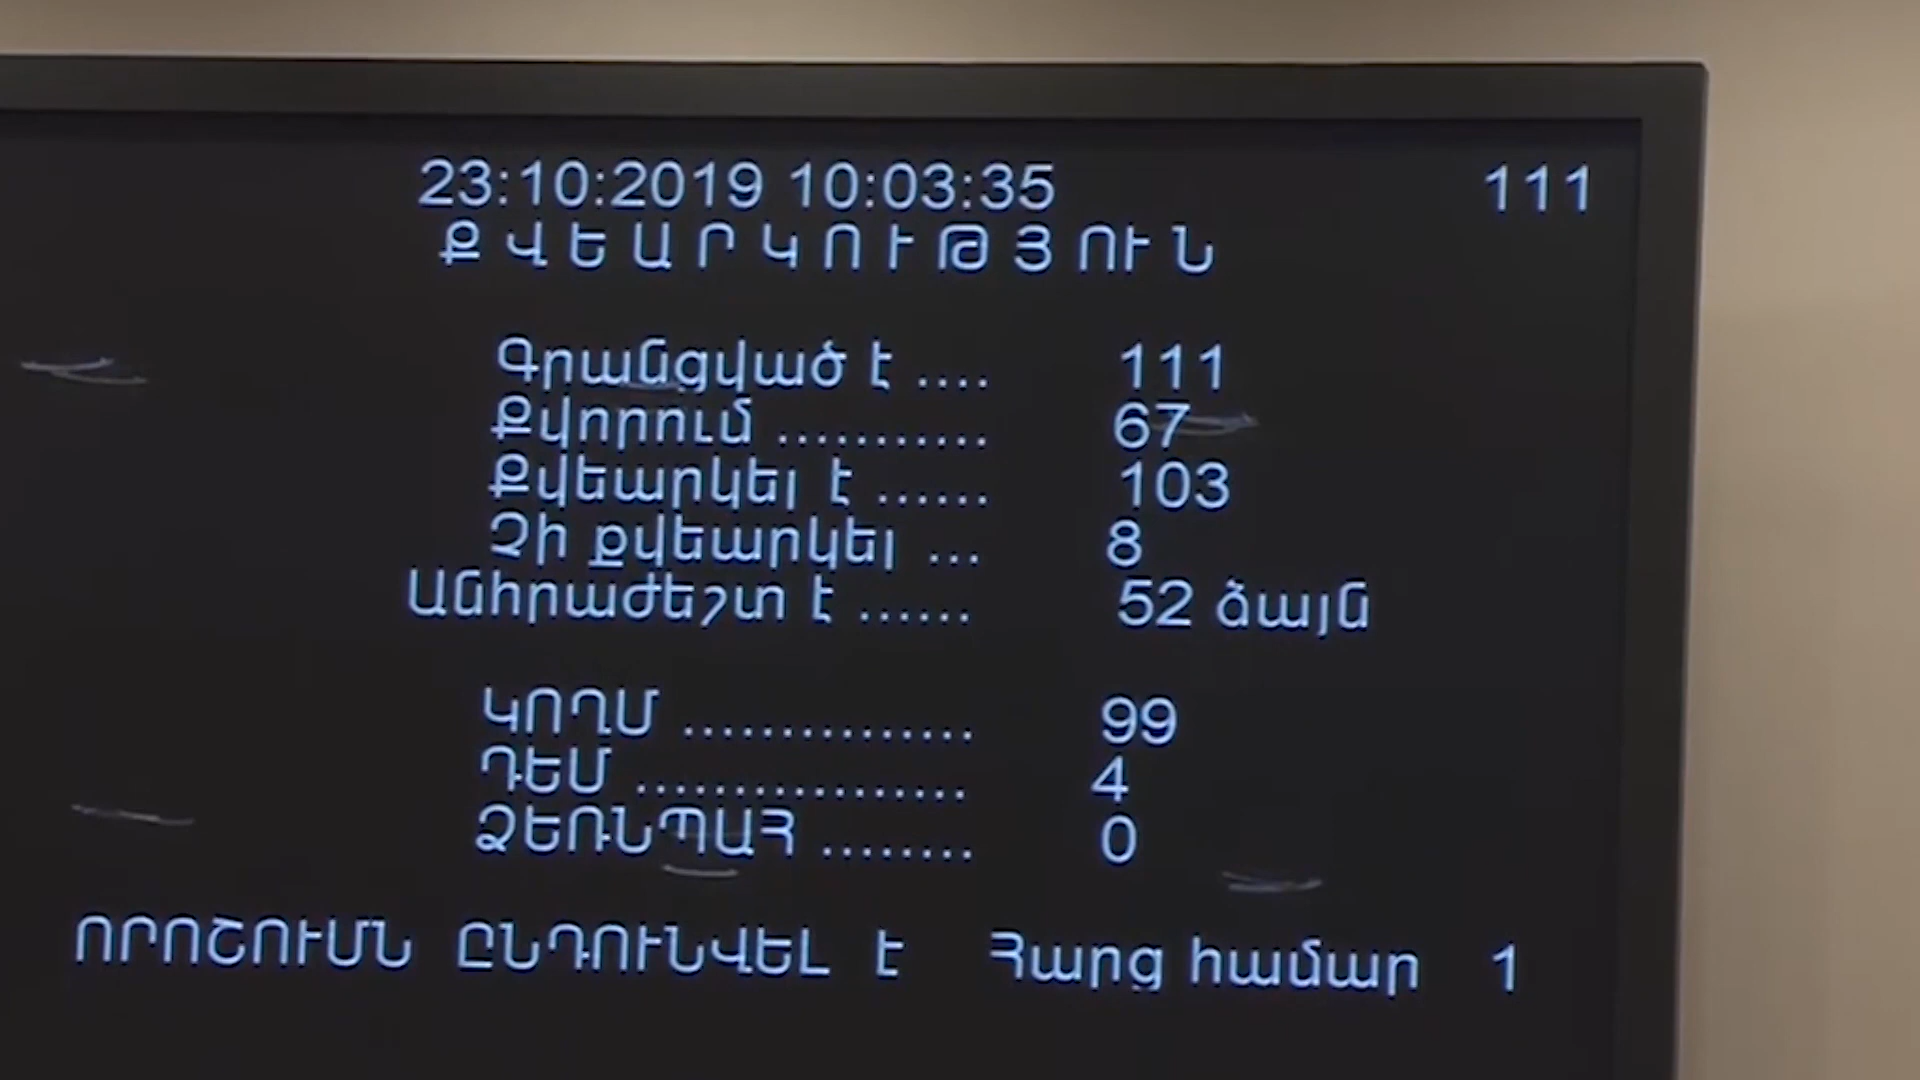 23:10:2019 10:03:35 111
ՔՎԵԱՐԿՈՒԹՅՈՒՆ
Գրանցված է .... 111
Քվորում ............ 67
Քվեարկել է ...... 103
Չի քվեարկել ... 8
Անհրաժեշտ է ...... 52 ձայն
ԿՈՂՄ ................ 99
ԴԵՄ .................. 4
ՁԵՌՆՊԱՀ ........ 0
ՈՐՈՇՈՒՄՆ ԸՆԴՈՒՆՎԵԼ է Հարց համար 1